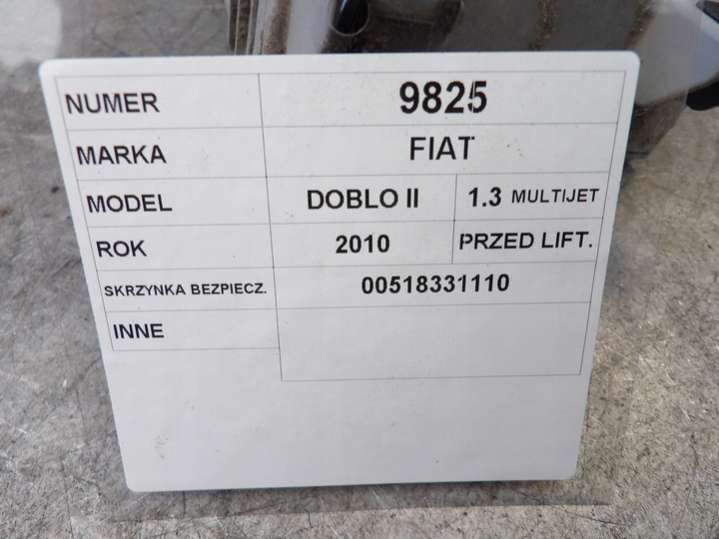 NUMER 9825
MARKA FIAT
MODEL DOBLO II 1.3 MULTIJET
ROK 2010 PRZED LIFT.
SKRZYNKA BEZPIECZ. 00518331110
INNE